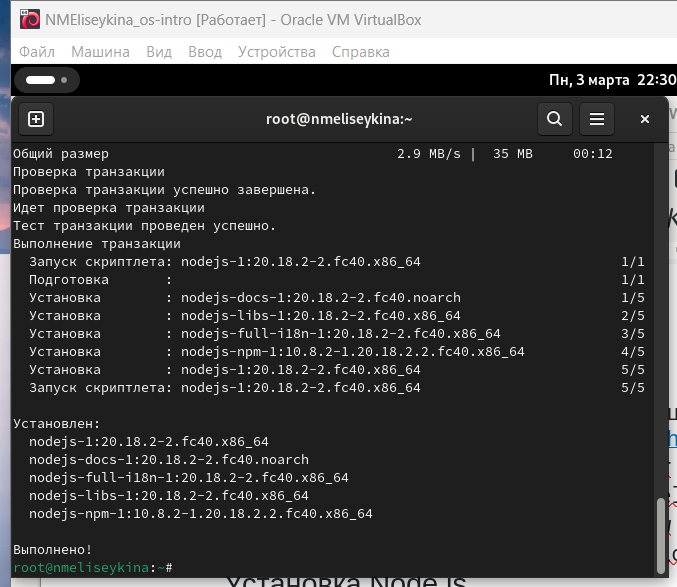 NMEliseykina_os-intro [Работает] - Oracle VM VirtualBox
Файл Машина Вид Ввод Устройства Справка
Пн, 3 марта 22:30
root@nmeliseykina:~
Общий размер 2.9 MB/s | 35 MB 00:12
Проверка транзакции
Проверка транзакции успешно завершена.
Идет проверка транзакции
Тест транзакции проведен успешно.
Выполнение транзакции
Запуск скриптлета: nodejs-1:20.18.2-2.fc40.x86_64 1/1
Подготовка : 1/1
Установка : nodejs-docs-1:20.18.2-2.fc40.noarch 1/5
Установка : nodejs-libs-1:20.18.2-2.fc40.x86_64 2/5
Установка : nodejs-full-i18n-1:20.18.2-2.fc40.x86_64 3/5
Установка : nodejs-npm-1:10.8.2-1.20.18.2.2.fc40.x86_64 4/5
Установка : nodejs-1:20.18.2-2.fc40.x86_64 5/5
Запуск скриптлета: nodejs-1:20.18.2-2.fc40.x86_64 5/5
Установлен:
nodejs-1:20.18.2-2.fc40.x86_64
nodejs-docs-1:20.18.2-2.fc40.noarch
nodejs-full-i18n-1:20.18.2-2.fc40.x86_64
nodejs-libs-1:20.18.2-2.fc40.x86_64
nodejs-npm-1:10.8.2-1.20.18.2.2.fc40.x86_64
Выполнено!
root@nmeliseykina:~#
Установка Node.js